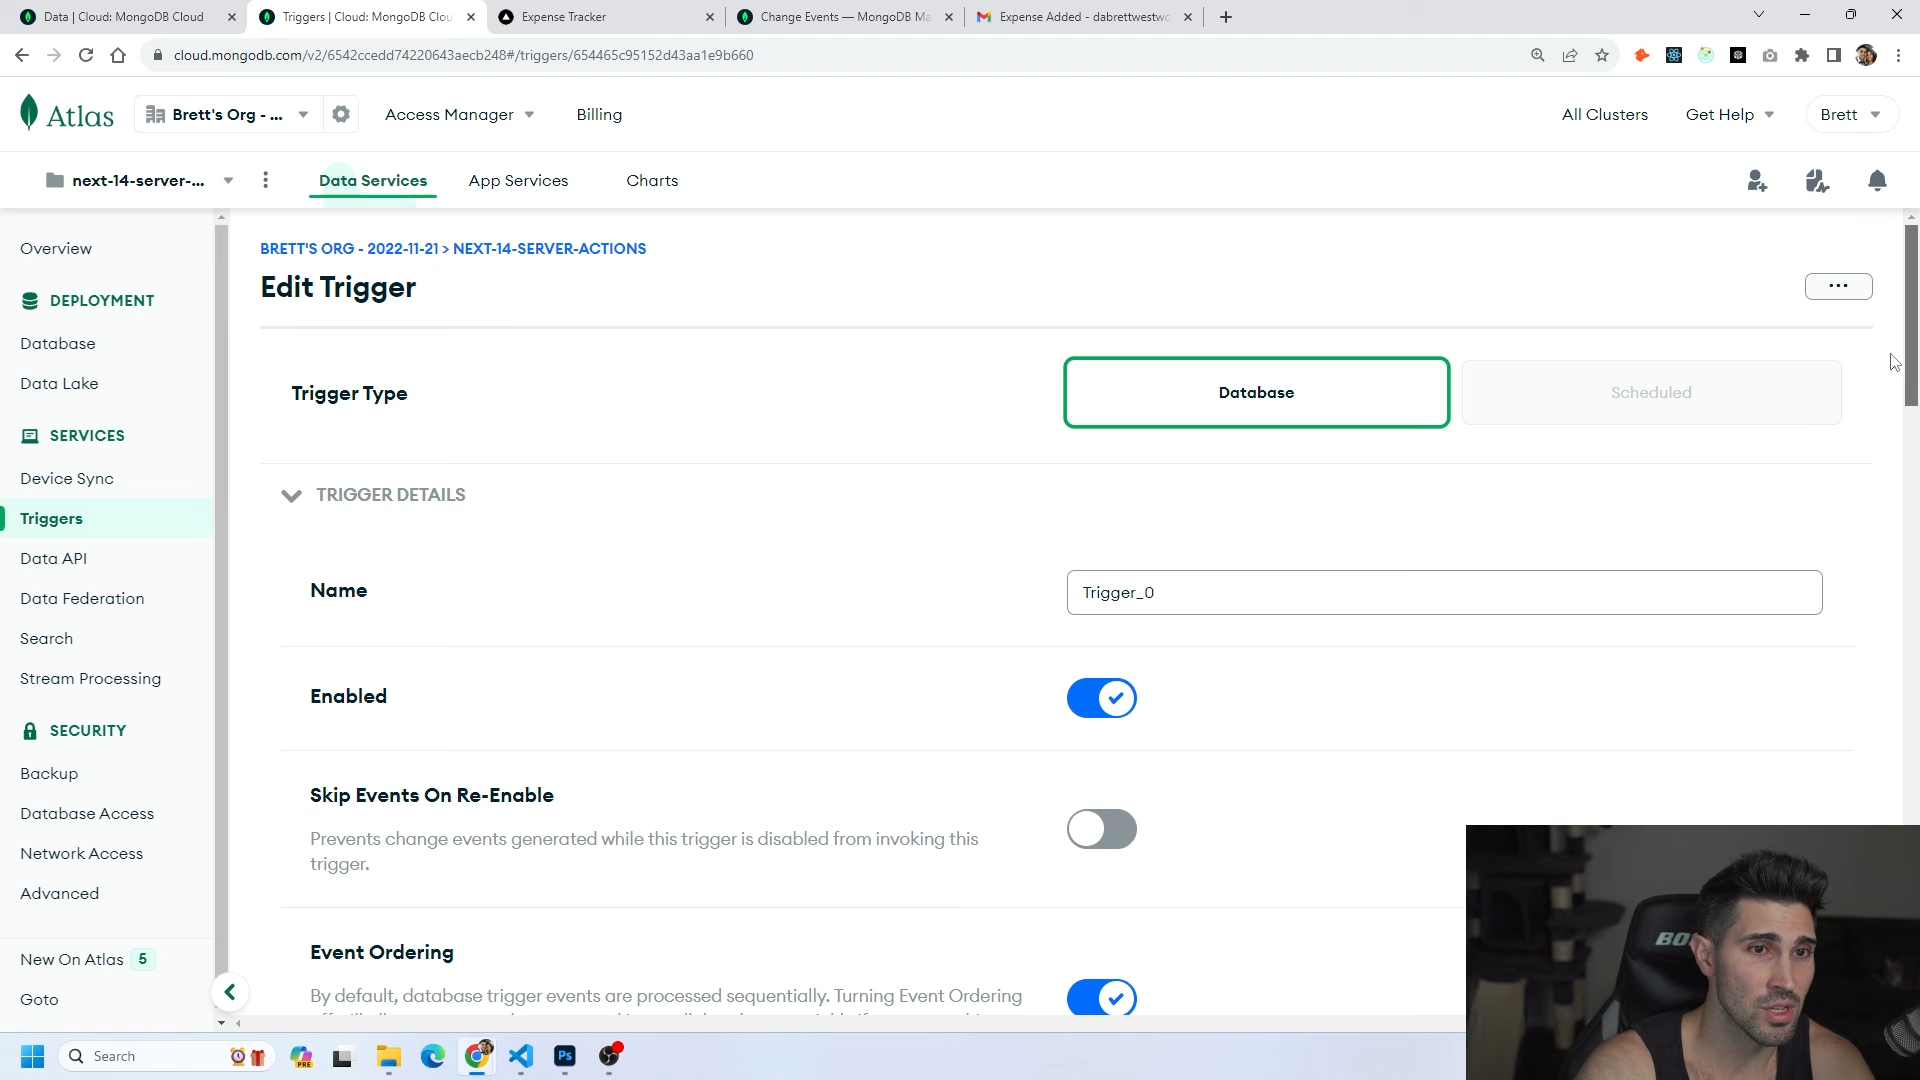 Data | Cloud: MongoDB Cloud
Triggers | Cloud: MongoDB Clou
Expense Tracker
Change Events — MongoDB Ma
Expense Added - dabrettwestwo
cloud.mongodb.com/v2/6542ccedd74220643aecb248#/triggers/654465c95152d43aa1e9b660
Atlas
Brett's Org - ...
Access Manager
Billing
All Clusters
Get Help
Brett
next-14-server-...
Data Services
App Services
Charts
Overview
DEPLOYMENT
Database
Data Lake
SERVICES
Device Sync
Triggers
Data API
Data Federation
Search
Stream Processing
SECURITY
Backup
Database Access
Network Access
Advanced
New On Atlas 5
Goto
BRETT'S ORG - 2022-11-21 > NEXT-14-SERVER-ACTIONS
Edit Trigger
...
Trigger Type
Database
Scheduled
TRIGGER DETAILS
Name
Trigger_0
Enabled
Skip Events On Re-Enable
Prevents change events generated while this trigger is disabled from invoking this
trigger.
Event Ordering
By default, database trigger events are processed sequentially. Turning Event Ordering
Search
PRE
Ps
BO